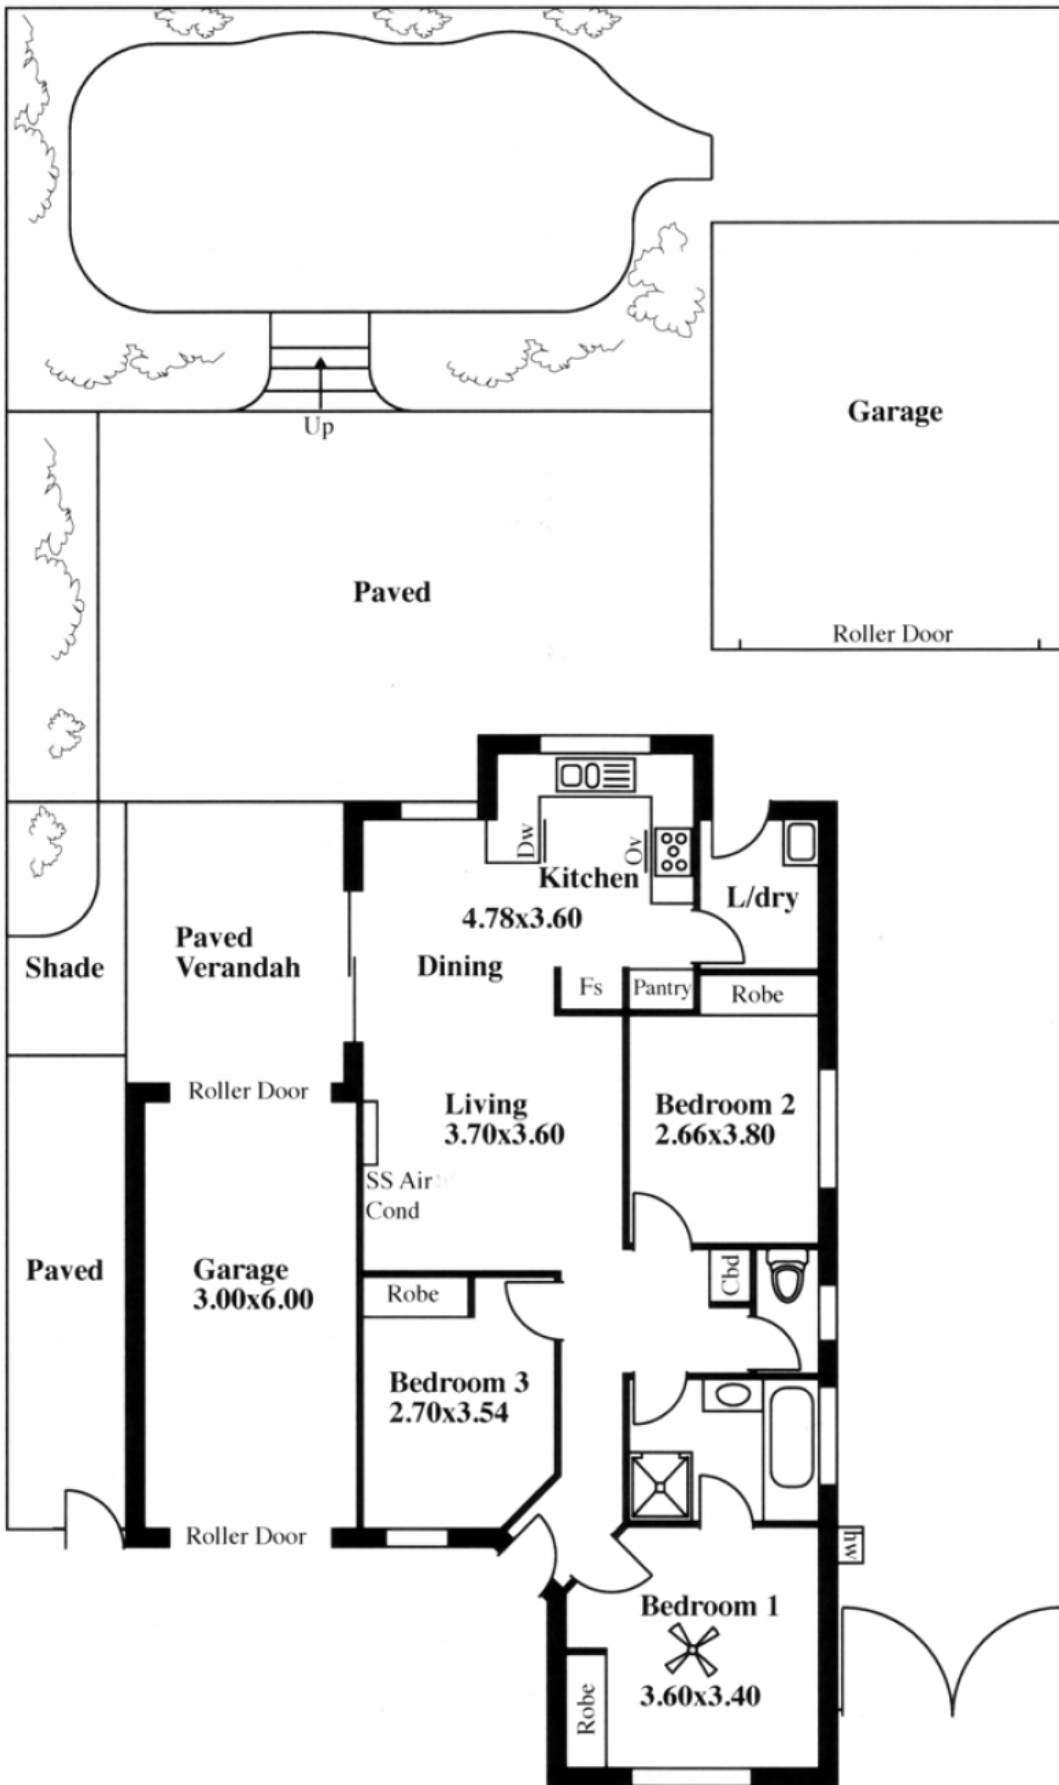 Up
Garage
Paved
Roller Door
Dw
Ov
Kitchen
4.78x3.60
L/dry
Paved
Verandah
Shade
Dining
Fs
Pantry
Robe
Roller Door
Living
3.70x3.60
Bedroom 2
2.66x3.80
SS Air
Cond
Paved
Garage
3.00x6.00
Robe
Cbd
Bedroom 3
2.70x3.54
Roller Door
hw
Bedroom 1
3.60x3.40
Robe